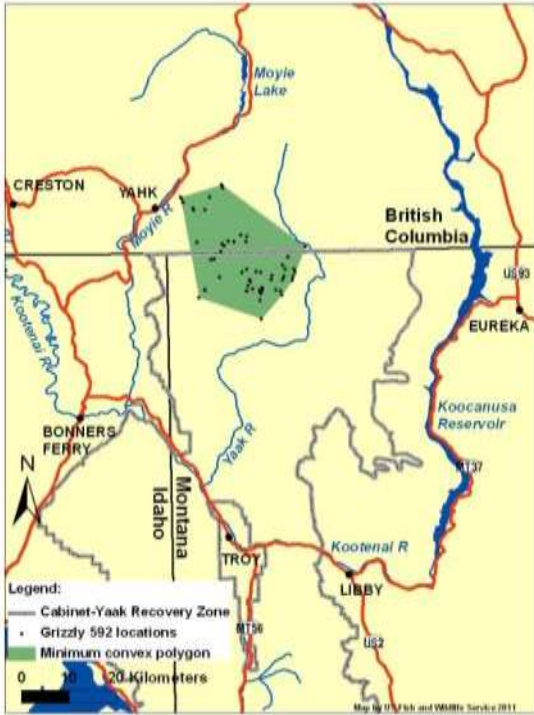 Moyie
Lake
CRESTON
YAHK
Moyie R
British
Columbia
US93
Kootenai R
EUREKA
Koocanusa
Reservoir
BONNERS
FERRY
Yaak R
N
MT37
Montana
Idaho
TROY
Kootenai R
LIBBY
Legend:
Cabinet-Yaak Recovery Zone
Grizzly 592 locations
Minimum convex polygon
MT56
US2
0 10 20 Kilometers
Map by US Fish and Wildlife Service 2011